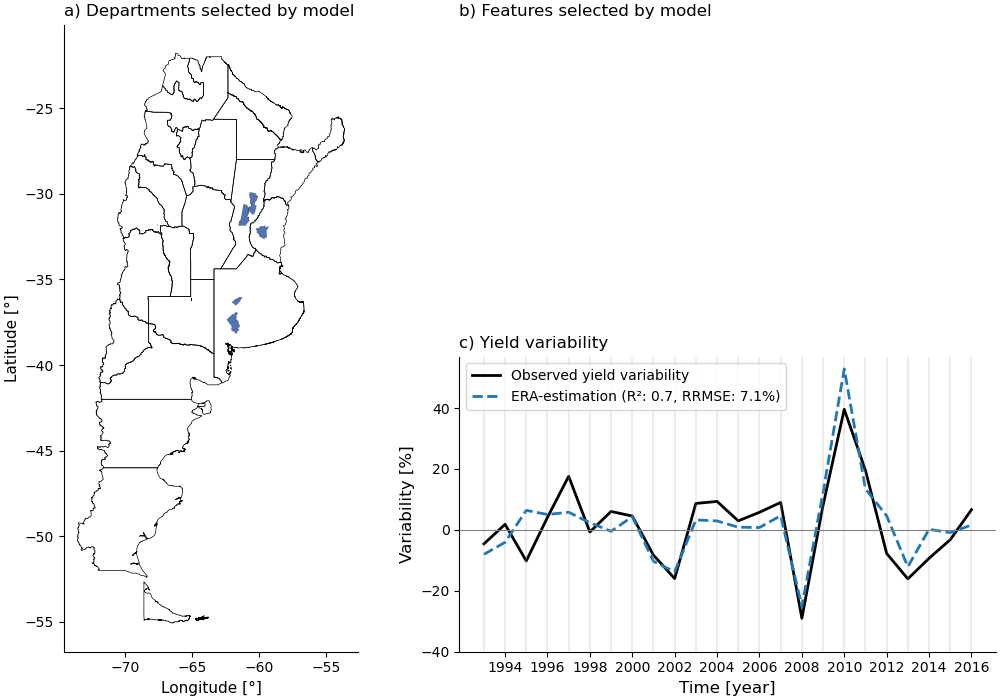 a) Departments selected by model
−25
−30
−35
−40
−45
−50
−55
Latitude [°]
−70 −65 −60 −55
Longitude [°]
b) Features selected by model
c) Yield variability
Observed yield variability
ERA-estimation (R²: 0.7, RRMSE: 7.1%)
40
20
0
−20
−40
Variability [%]
1994 1996 1998 2000 2002 2004 2006 2008 2010 2012 2014 2016
Time [year]